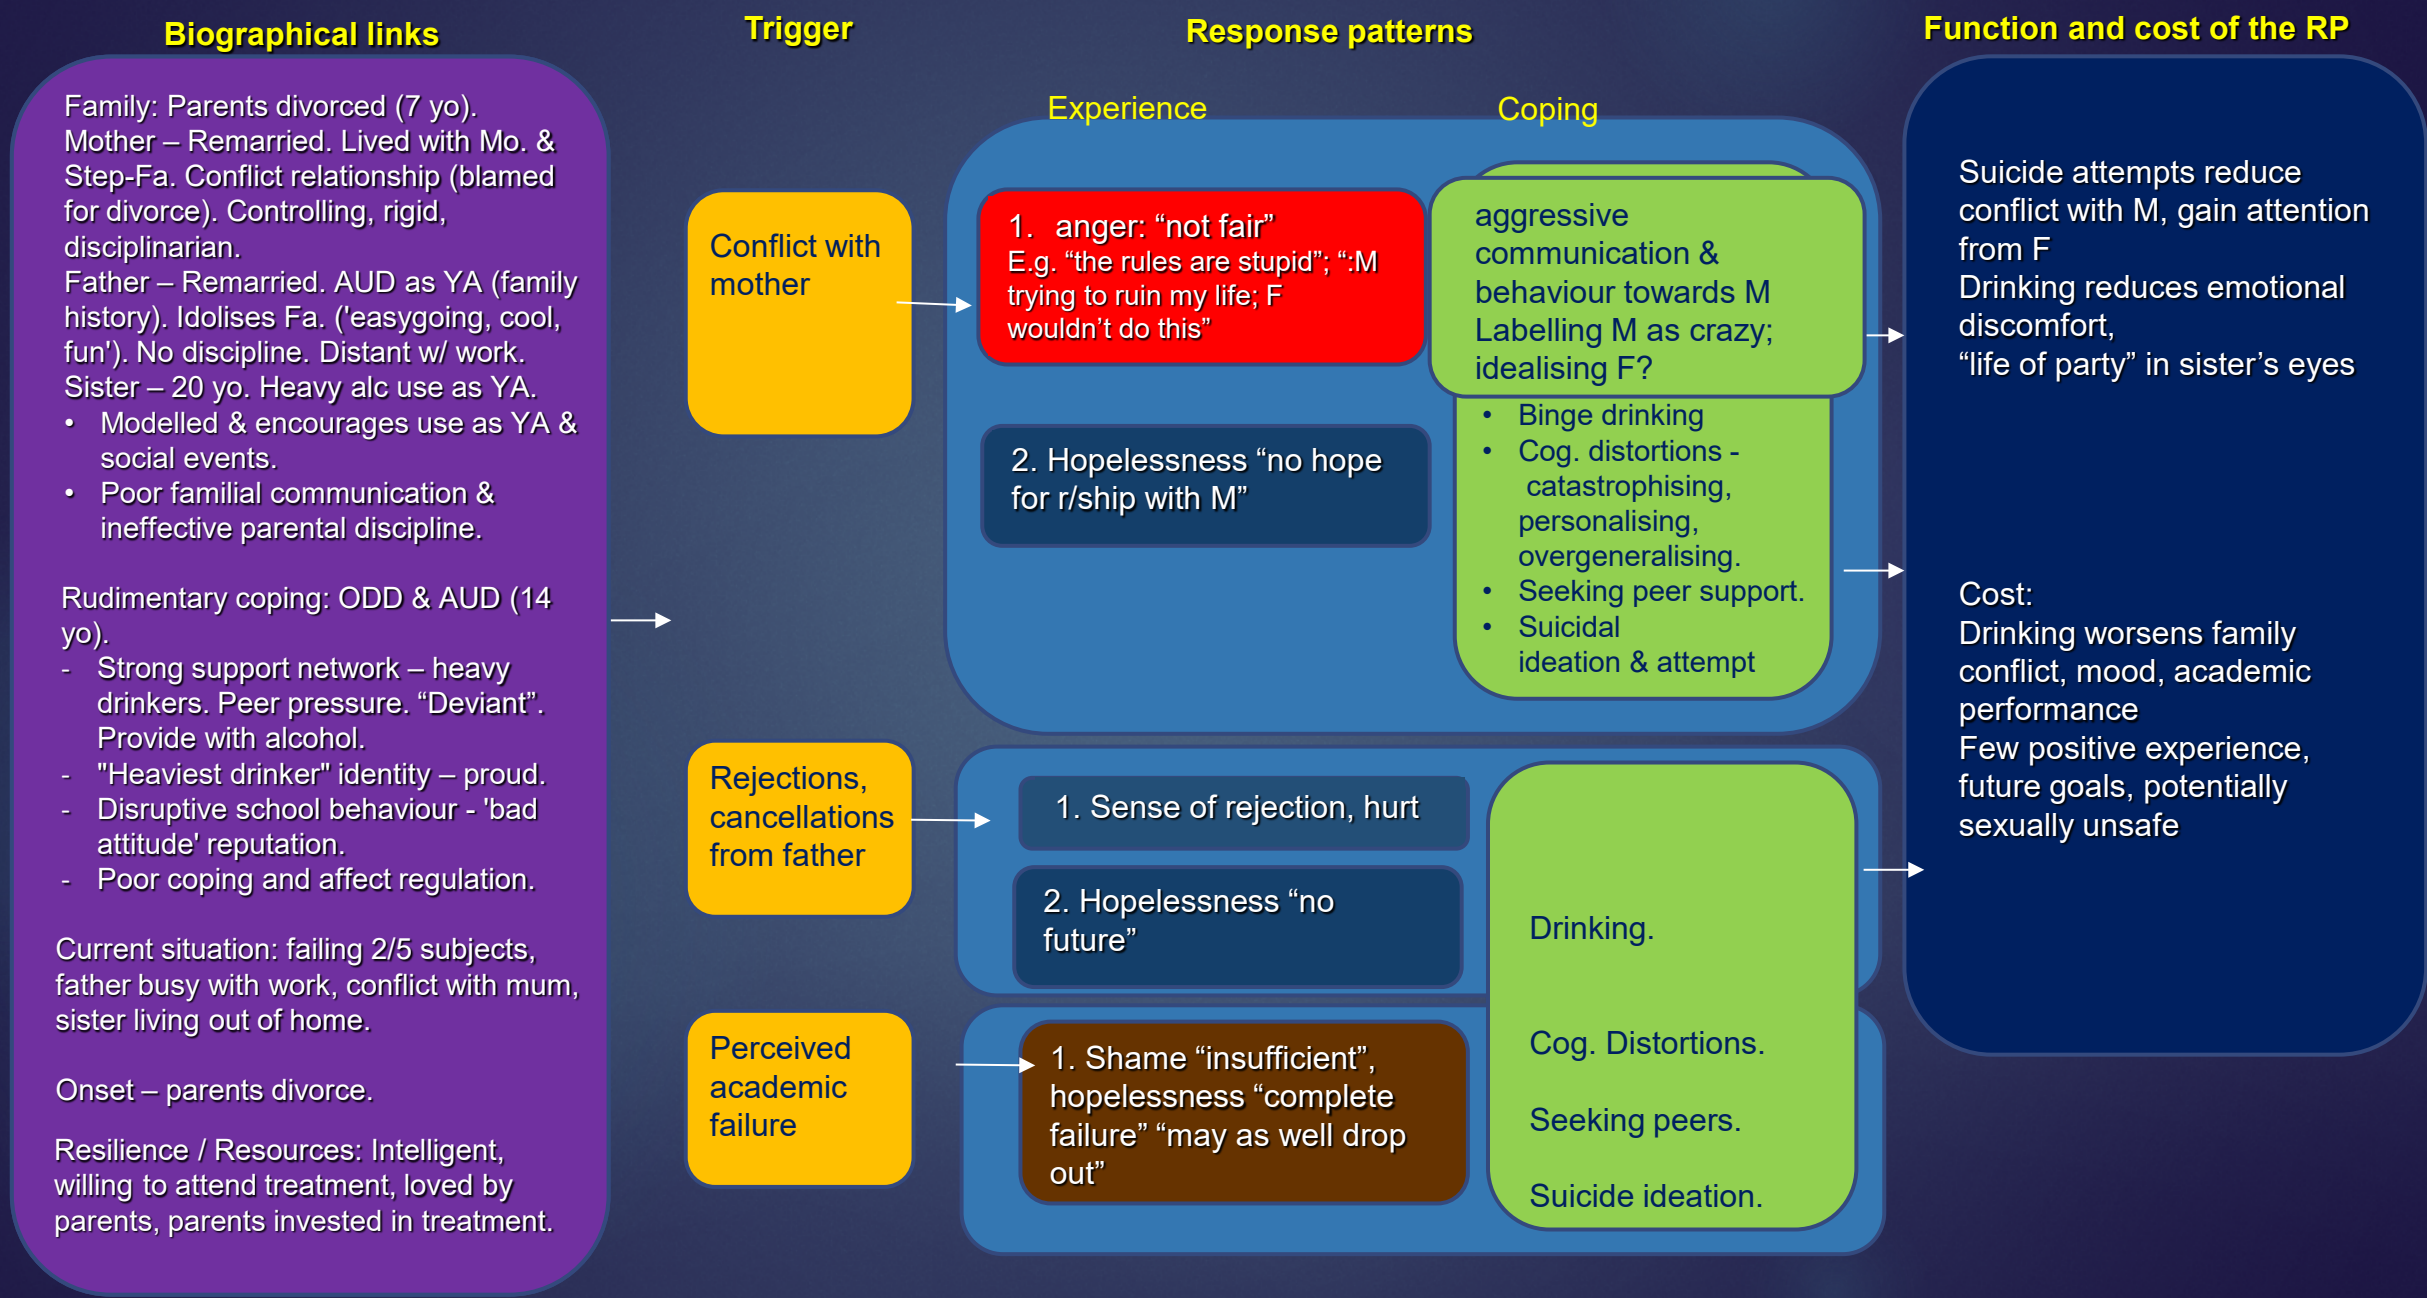 Biographical links
Family: Parents divorced (7 yo).
Mother – Remarried. Lived with Mo. &
Step-Fa. Conflict relationship (blamed
for divorce). Controlling, rigid,
disciplinarian.
Father – Remarried. AUD as YA (family
history). Idolises Fa. ('easygoing, cool,
fun'). No discipline. Distant w/ work.
Sister – 20 yo. Heavy alc use as YA.
• Modelled & encourages use as YA &
social events.
• Poor familial communication &
ineffective parental discipline.
Rudimentary coping: ODD & AUD (14
yo).
- Strong support network – heavy
drinkers. Peer pressure. “Deviant”.
Provide with alcohol.
- "Heaviest drinker" identity – proud.
- Disruptive school behaviour - 'bad
attitude' reputation.
- Poor coping and affect regulation.
Current situation: failing 2/5 subjects,
father busy with work, conflict with mum,
sister living out of home.
Onset – parents divorce.
Resilience / Resources: Intelligent,
willing to attend treatment, loved by
parents, parents invested in treatment.
Trigger
Conflict with
mother
Rejections,
cancellations
from father
Perceived
academic
failure
Response patterns
Experience
1. anger: “not fair”
E.g. “the rules are stupid”; “:M
trying to ruin my life; F
wouldn’t do this”
2. Hopelessness “no hope
for r/ship with M”
1. Sense of rejection, hurt
2. Hopelessness “no
future”
1. Shame “insufficient”,
hopelessness “complete
failure” “may as well drop
out”
Coping
aggressive
communication &
behaviour towards M
Labelling M as crazy;
idealising F?
• Binge drinking
• Cog. distortions -
catastrophising,
personalising,
overgeneralising.
• Seeking peer support.
• Suicidal
ideation & attempt
Drinking.
Cog. Distortions.
Seeking peers.
Suicide ideation.
Function and cost of the RP
Suicide attempts reduce
conflict with M, gain attention
from F
Drinking reduces emotional
discomfort,
“life of party” in sister’s eyes
Cost:
Drinking worsens family
conflict, mood, academic
performance
Few positive experience,
future goals, potentially
sexually unsafe